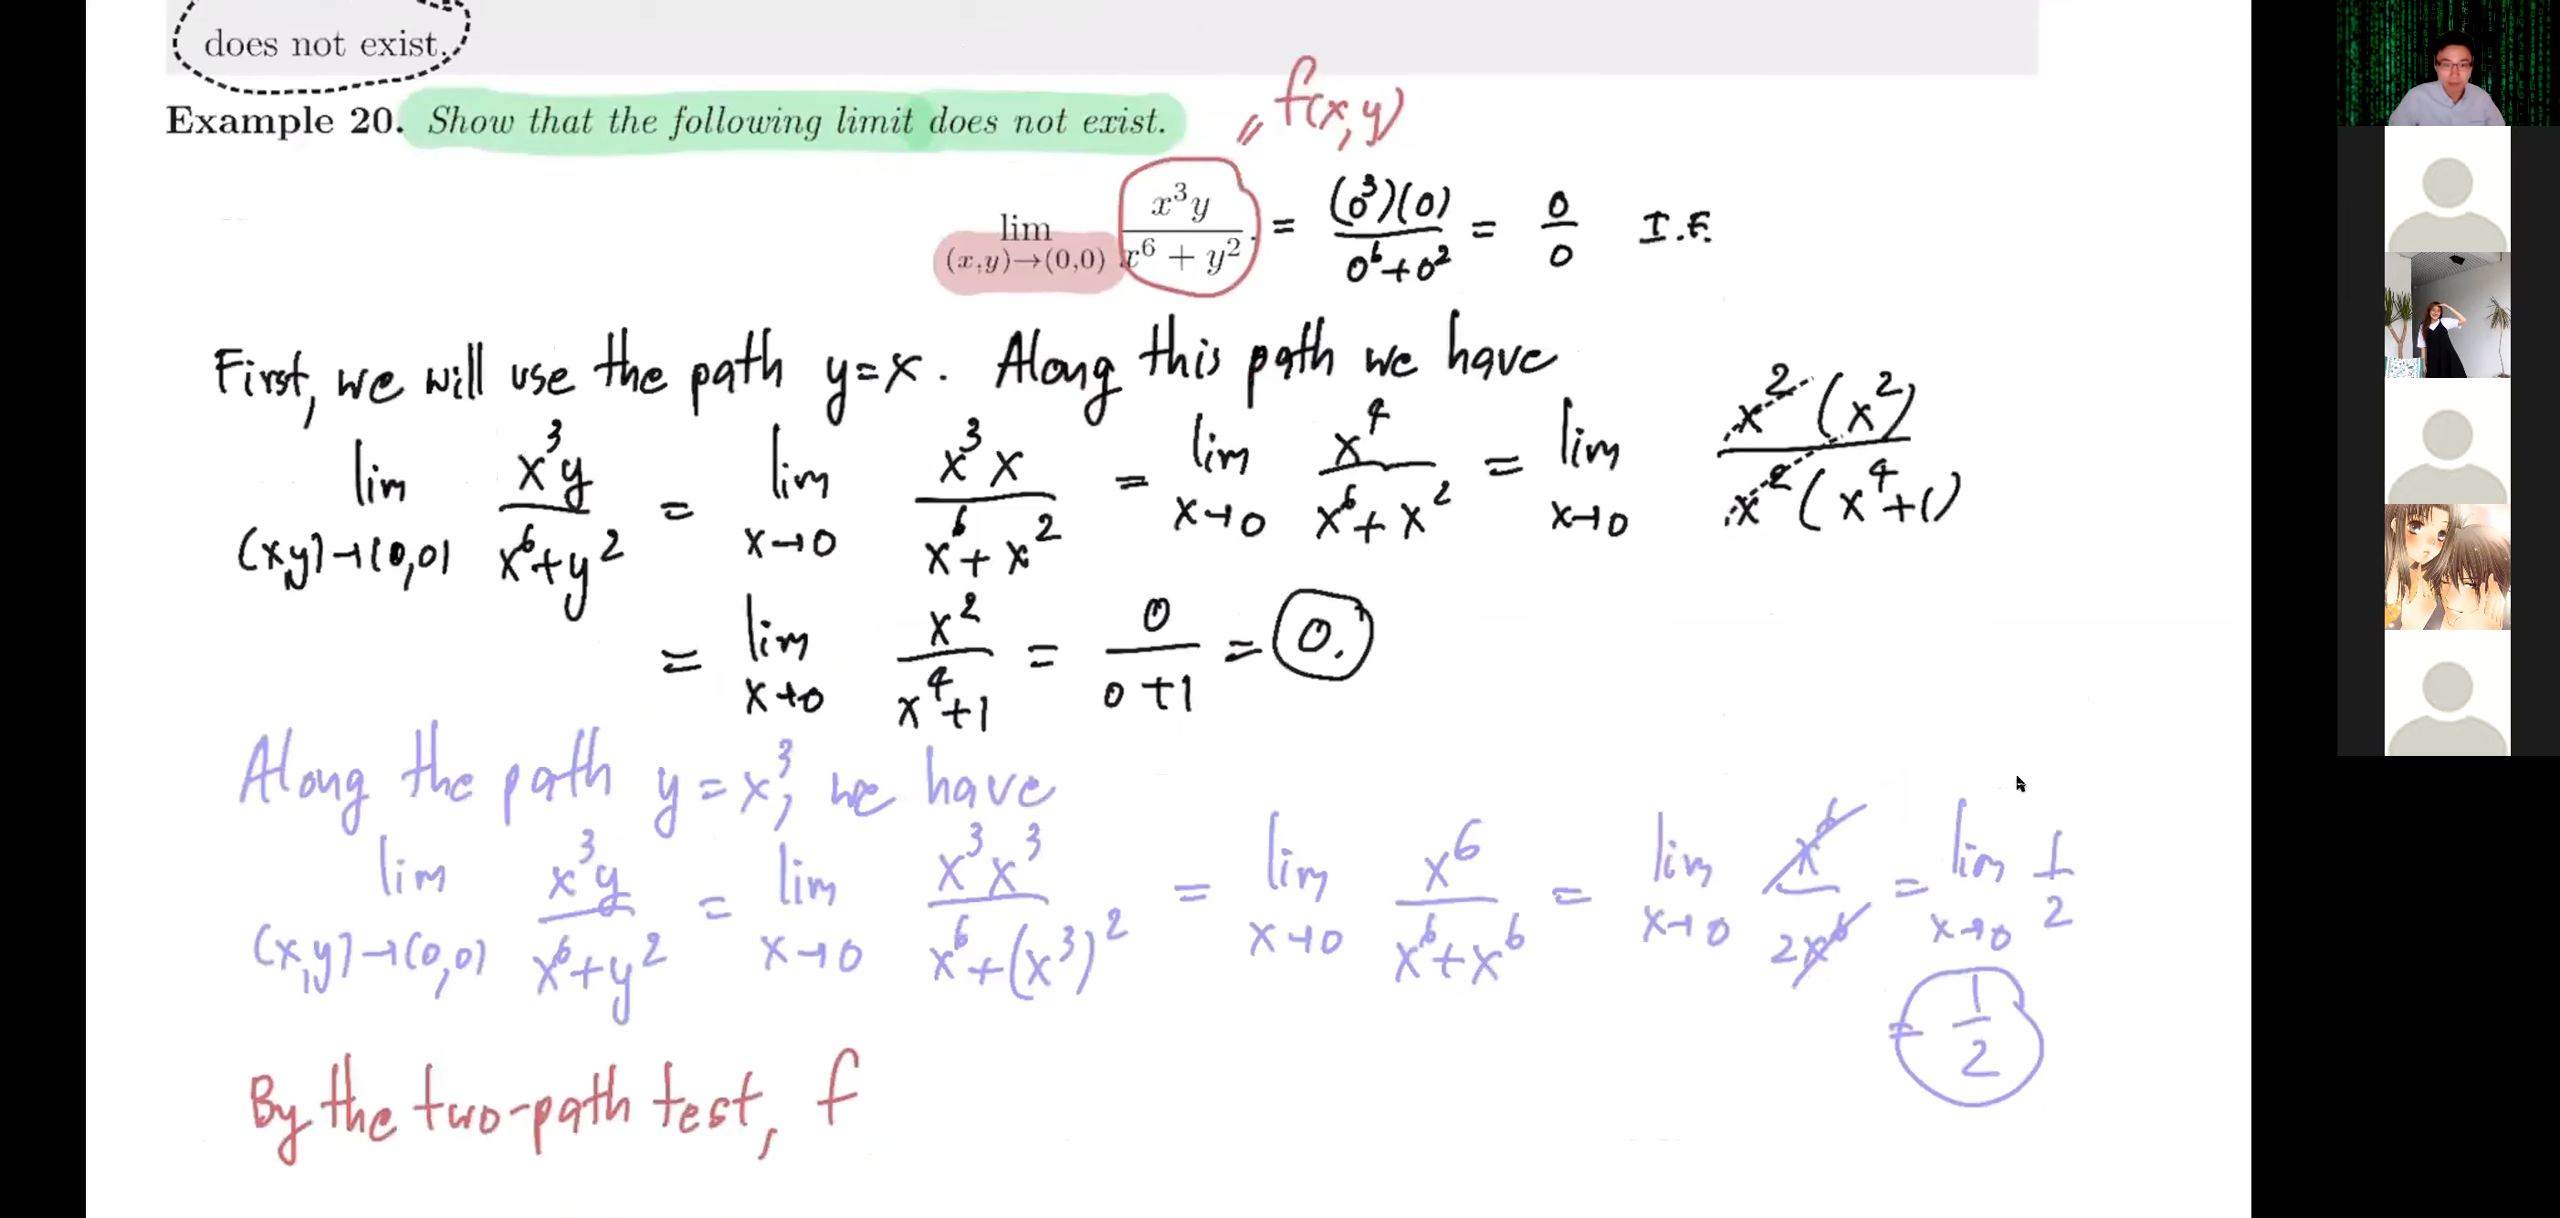 does not exist.
Example 20. Show that the following limit does not exist.
= f(x,y)
lim (x,y)→(0,0) x³y / x⁶ + y² . = (0³)(0) / 0⁶+0² = 0/0 I.F.
First, we will use the path y=x. Along this path we have
lim (x,y)→(0,0) x³y / x⁶+y² = lim x→0 x³x / x⁶+x² = lim x→0 x⁴ / x⁶+x² = lim x→0 x²(x²) / x²(x⁴+1)
= lim x→0 x² / x⁴+1 = 0 / 0+1 = 0.
Along the path y=x³, we have
lim (x,y)→(0,0) x³y / x⁶+y² = lim x→0 x³x³ / x⁶+(x³)² = lim x→0 x⁶ / x⁶+x⁶ = lim x→0 x⁶ / 2x⁶ = lim x→0 1/2
= 1/2
By the two-path test, f